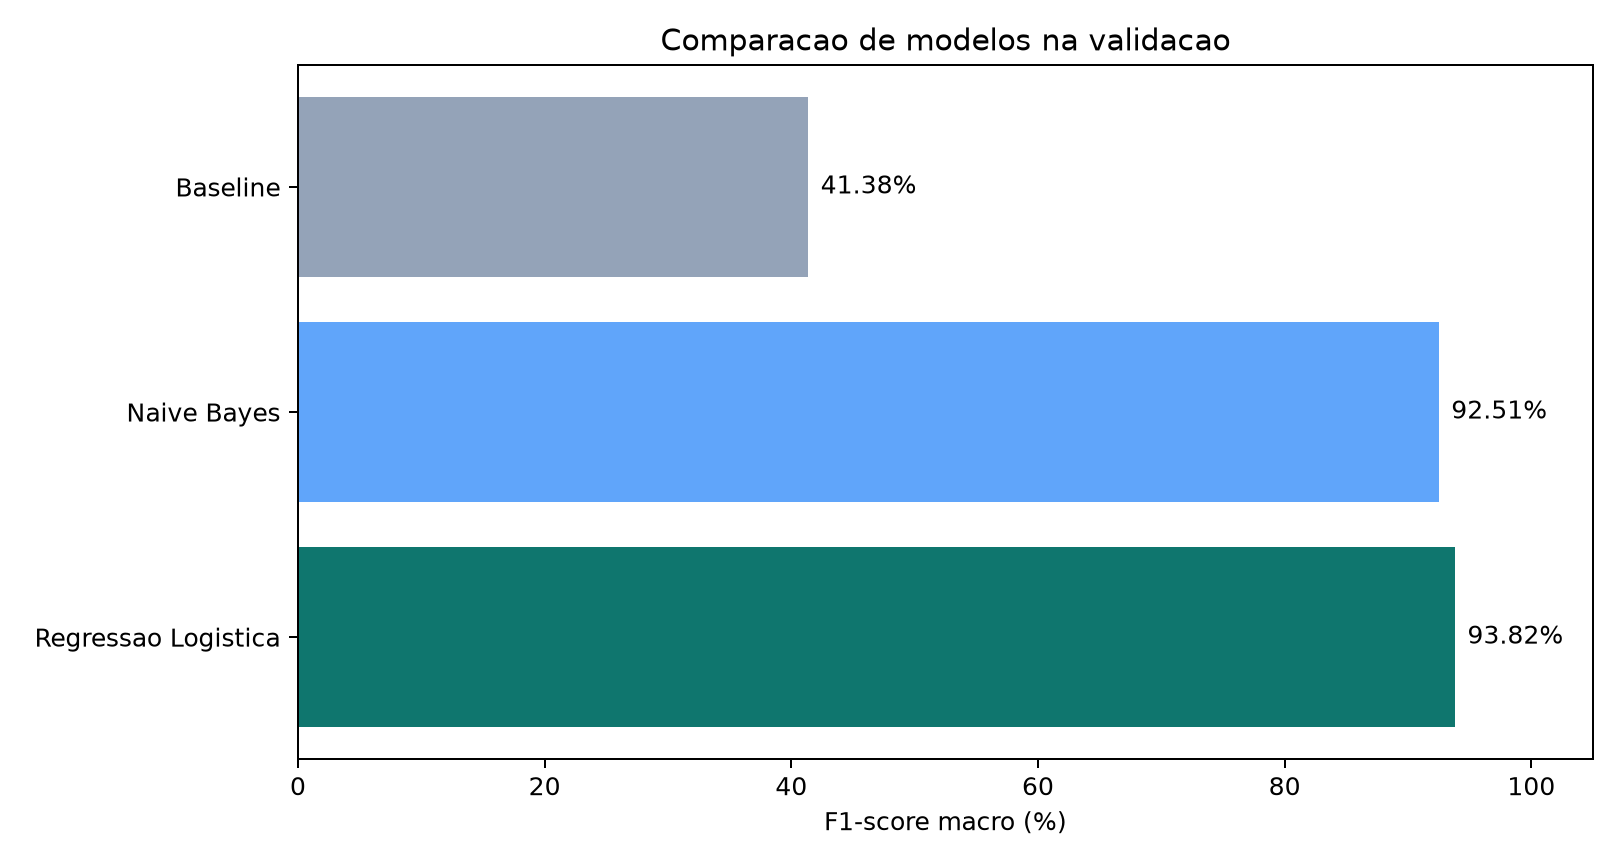 Comparacao de modelos na validacao
Baseline
41.38%
Naive Bayes
92.51%
Regressao Logistica
93.82%
0 20 40 60 80 100
F1-score macro (%)